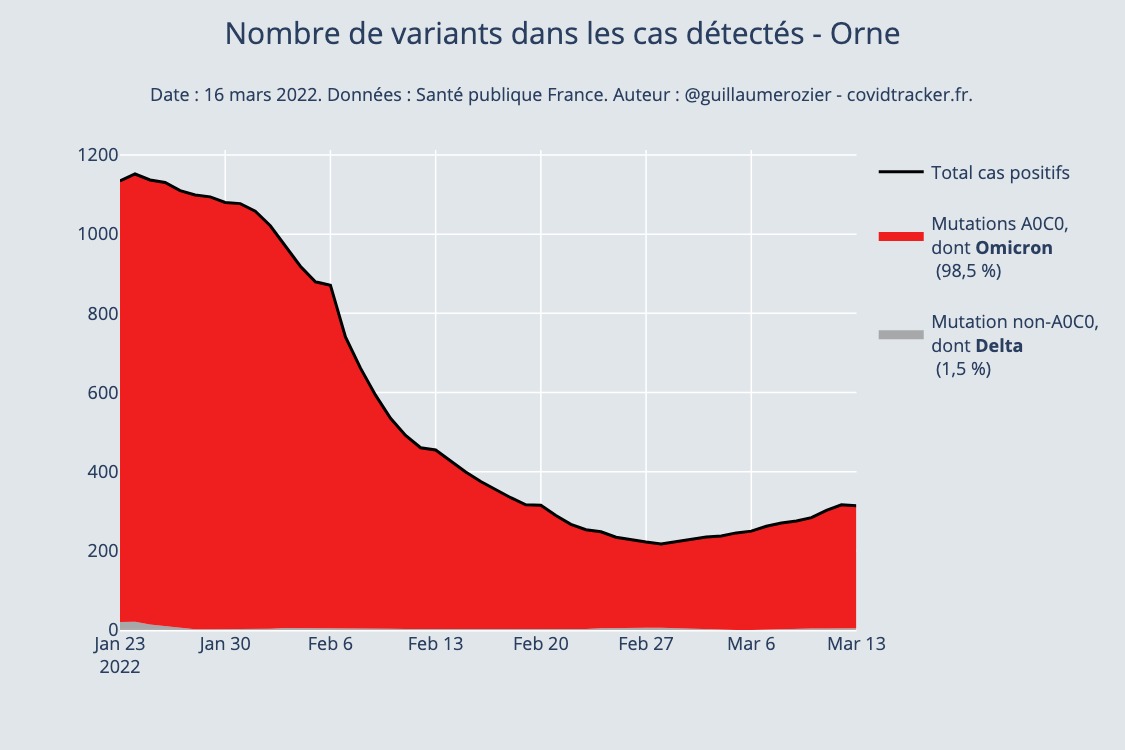 Nombre de variants dans les cas détectés - Orne
Date : 16 mars 2022. Données : Santé publique France. Auteur : @guillaumerozier - covidtracker.fr.
1200
1000
800
600
400
200
0
Jan 23
2022
Jan 30
Feb 6
Feb 13
Feb 20
Feb 27
Mar 6
Mar 13
Total cas positifs
Mutations A0C0,
dont Omicron
(98,5 %)
Mutation non-A0C0,
dont Delta
(1,5 %)